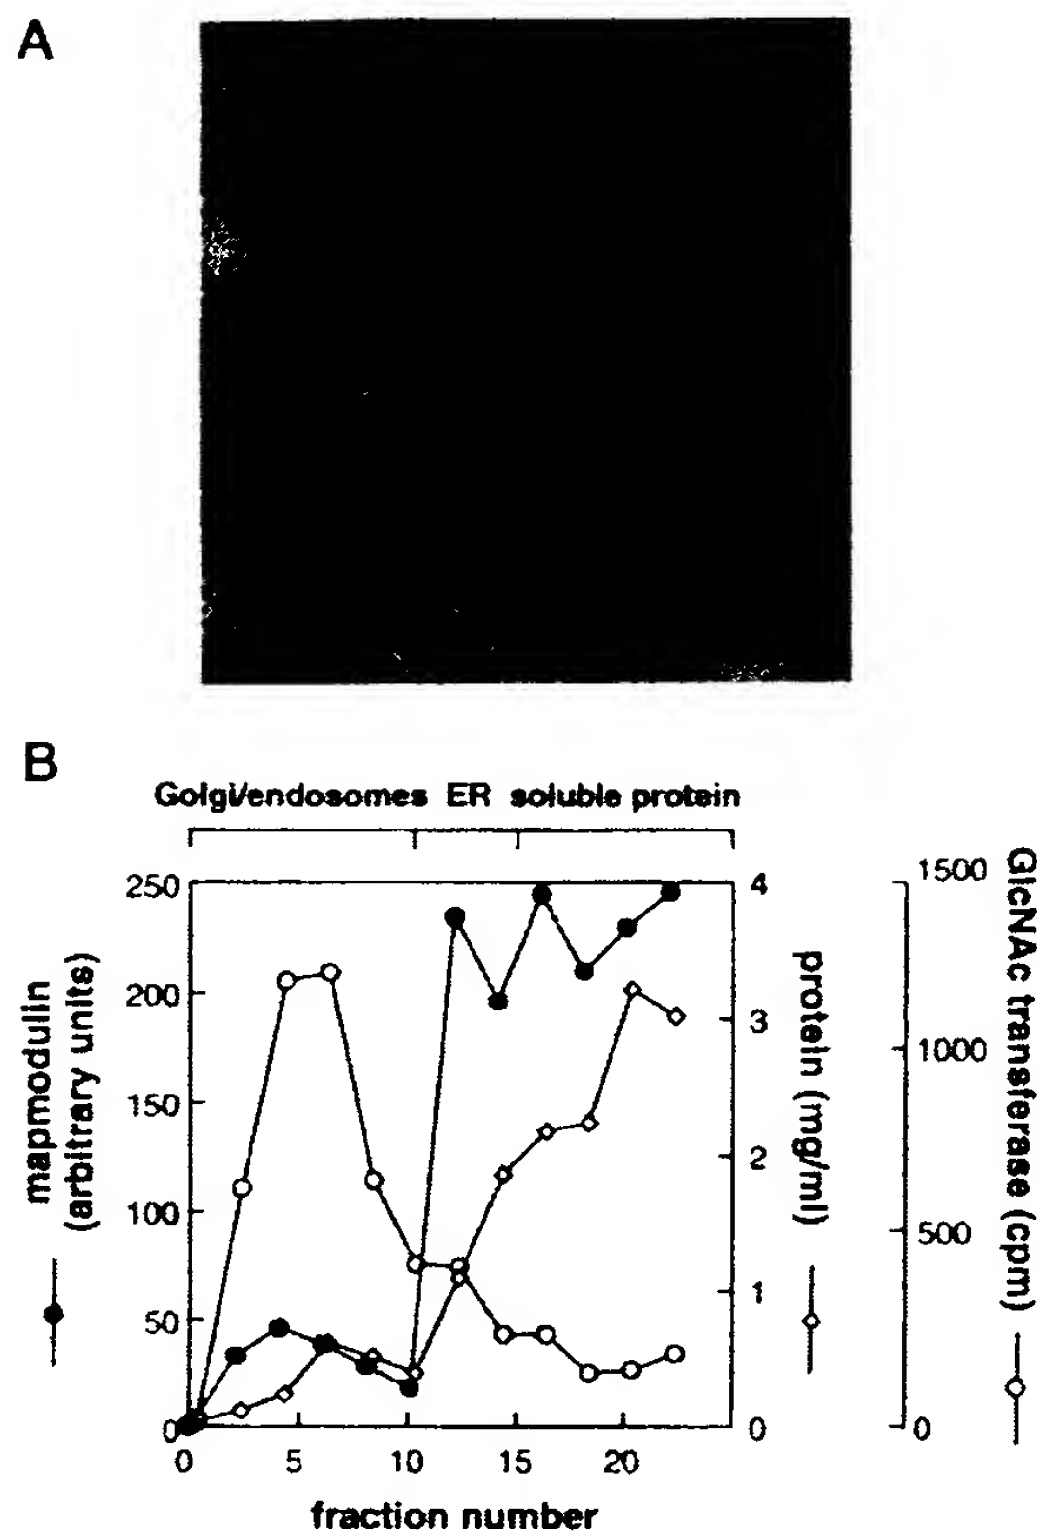 A
B
Golgi/endosomes ER soluble protein
250
200
150
100
50
0
mapmodulin
(arbitrary units)
4
3
2
1
0
protein (mg/ml)
1500
1000
500
0
GlcNAc transferase (cpm)
0 5 10 15 20
fraction number